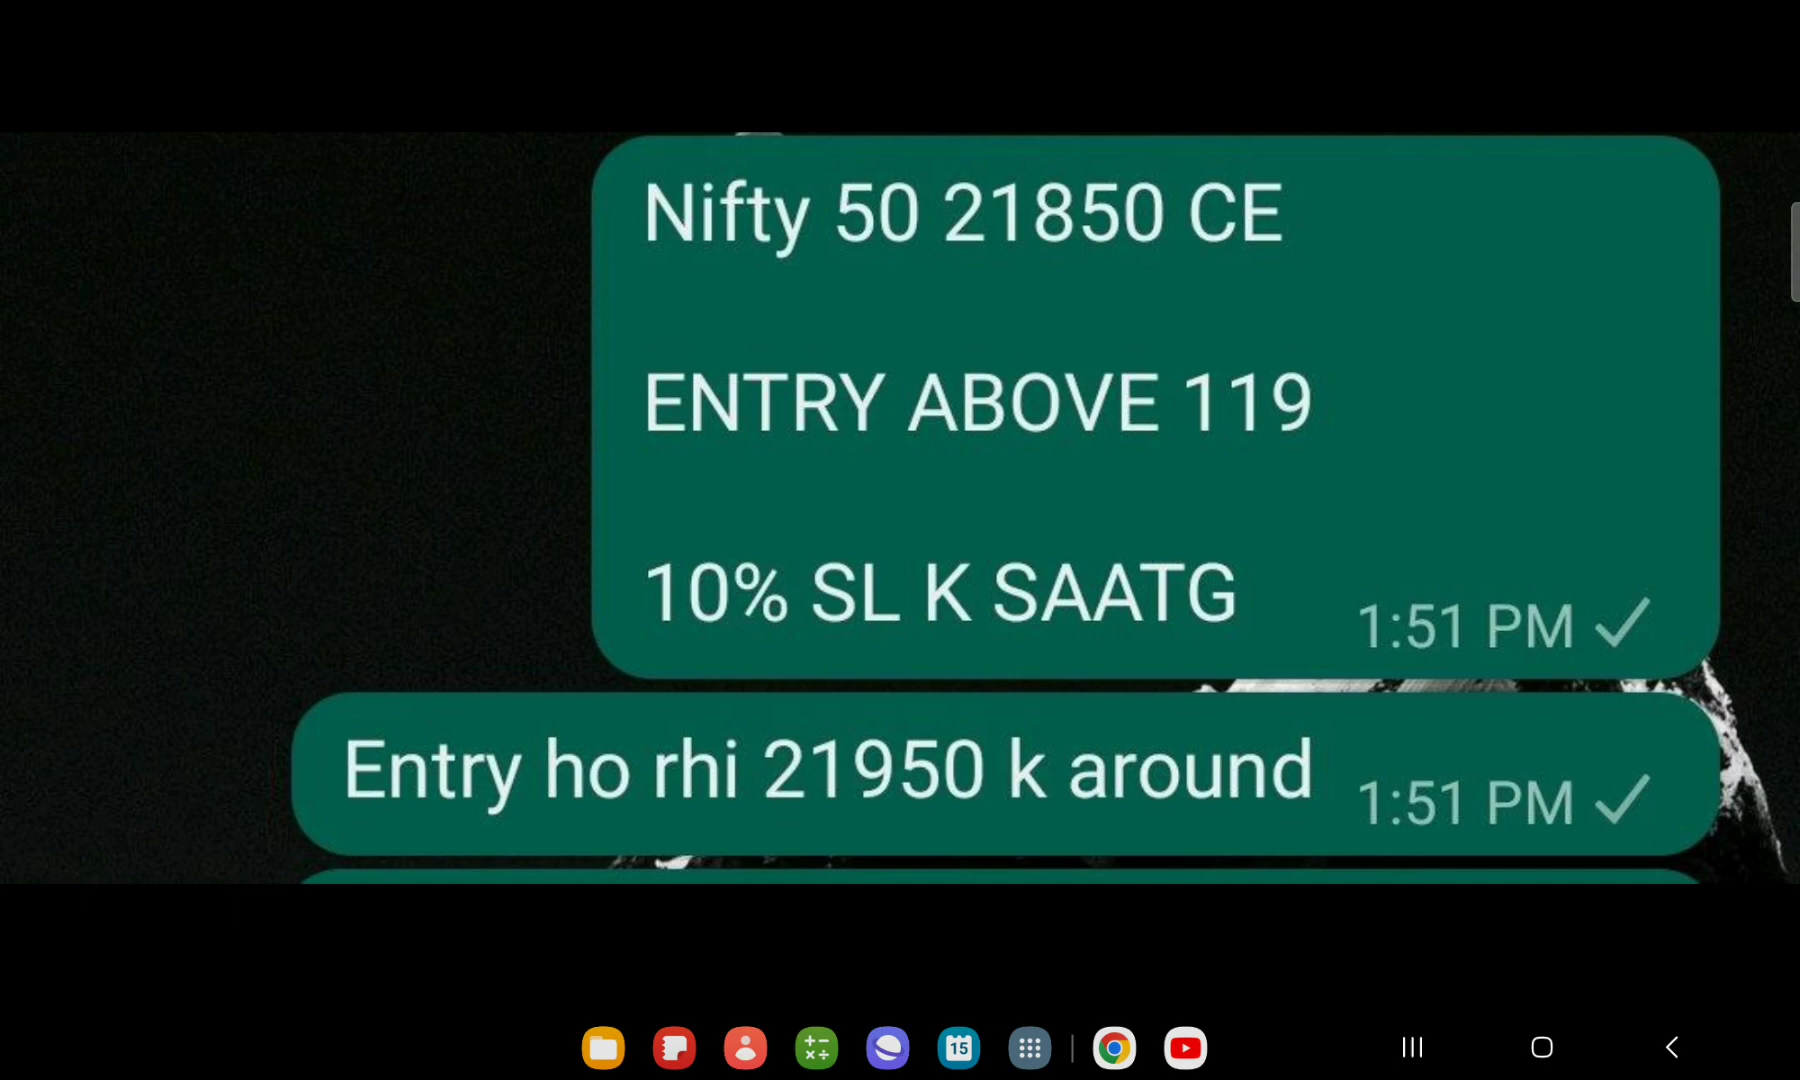 Nifty 50 21850 CE
ENTRY ABOVE 119
10% SL K SAATG
1:51 PM
Entry ho rhi 21950 k around
1:51 PM
15